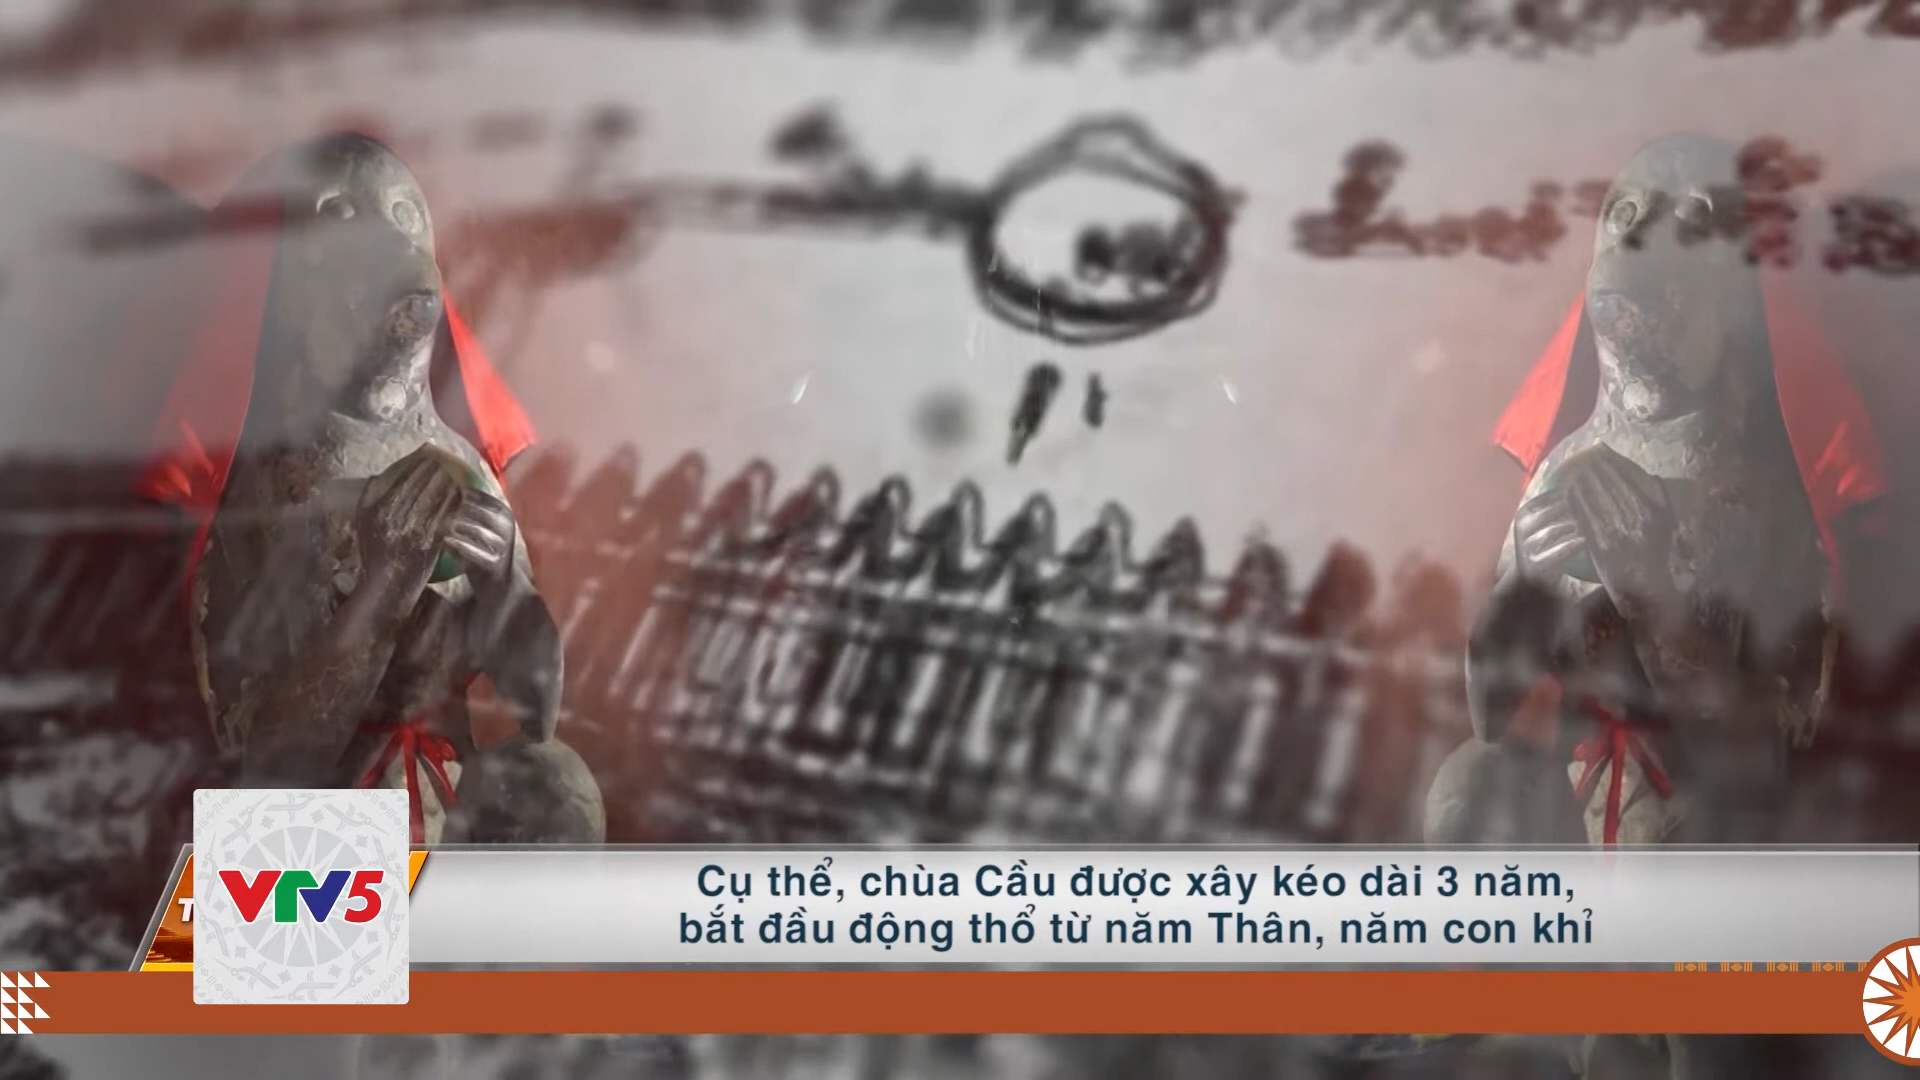 Cụ thể, chùa Cầu được xây kéo dài 3 năm,
bắt đầu động thổ từ năm Thân, năm con khỉ
T
VTV5